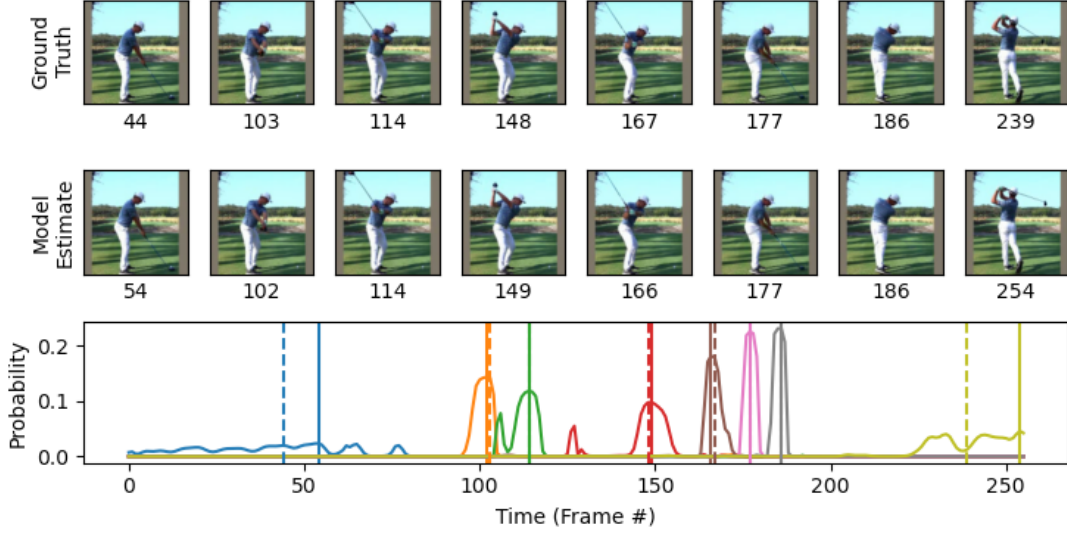 Ground
Truth
44 103 114 148 167 177 186 239
Model
Estimate
54 102 114 149 166 177 186 254
Probability
0.2
0.1
0.0
0 50 100 150 200 250
Time (Frame #)